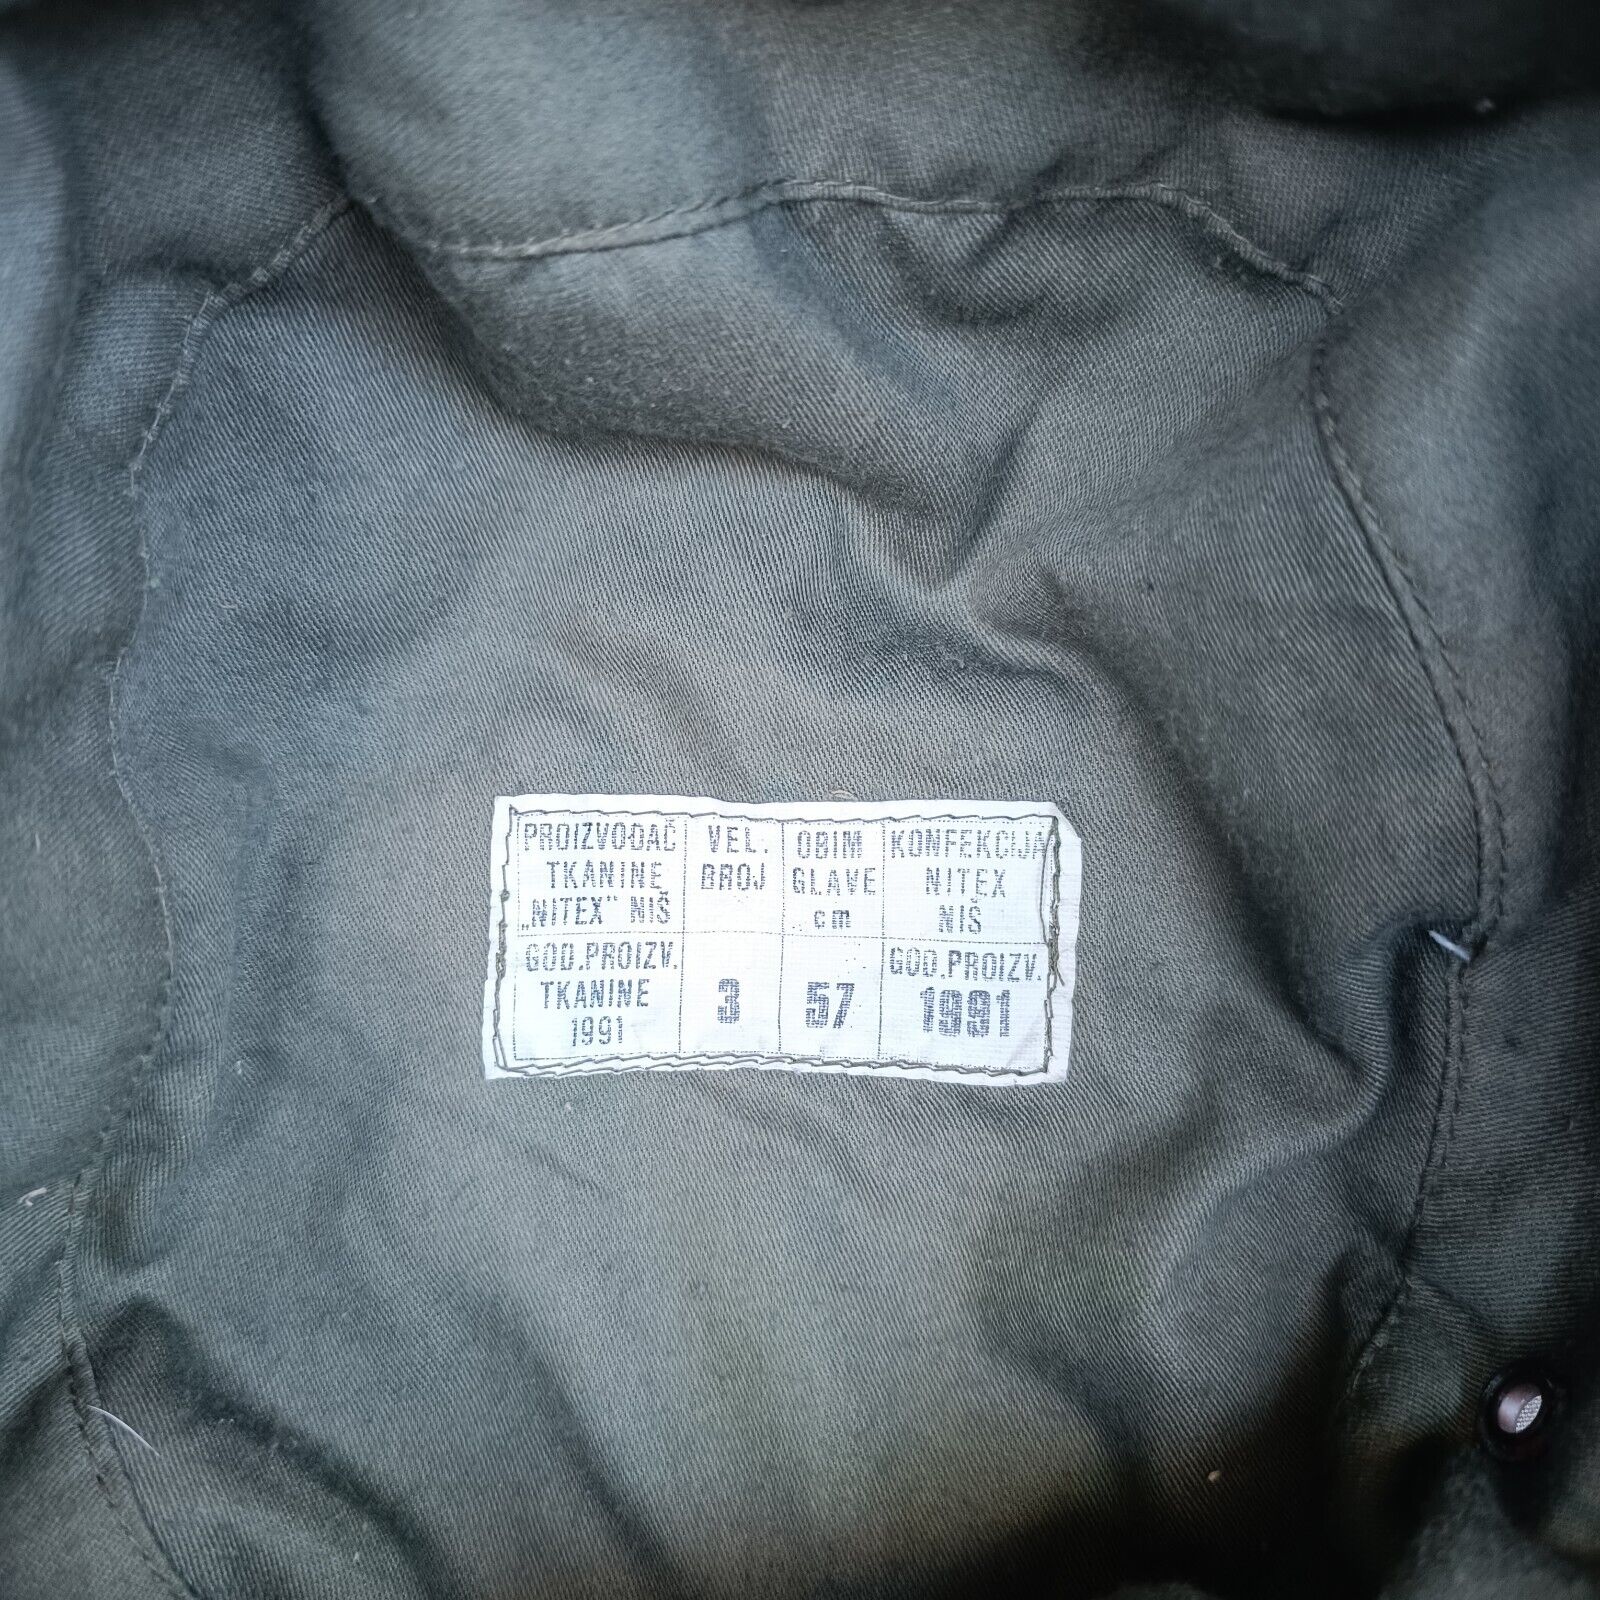 PROIZVOĐAČ
TKANINE
„NITEX" NIŠ
VEL.
BROJ
OBIM
GLAVE
cm
KONFEKCIJA
NITEX
NIŠ
GOD.PROIZV.
TKANINE
1991
3
57
GOD.PROIZV.
1991